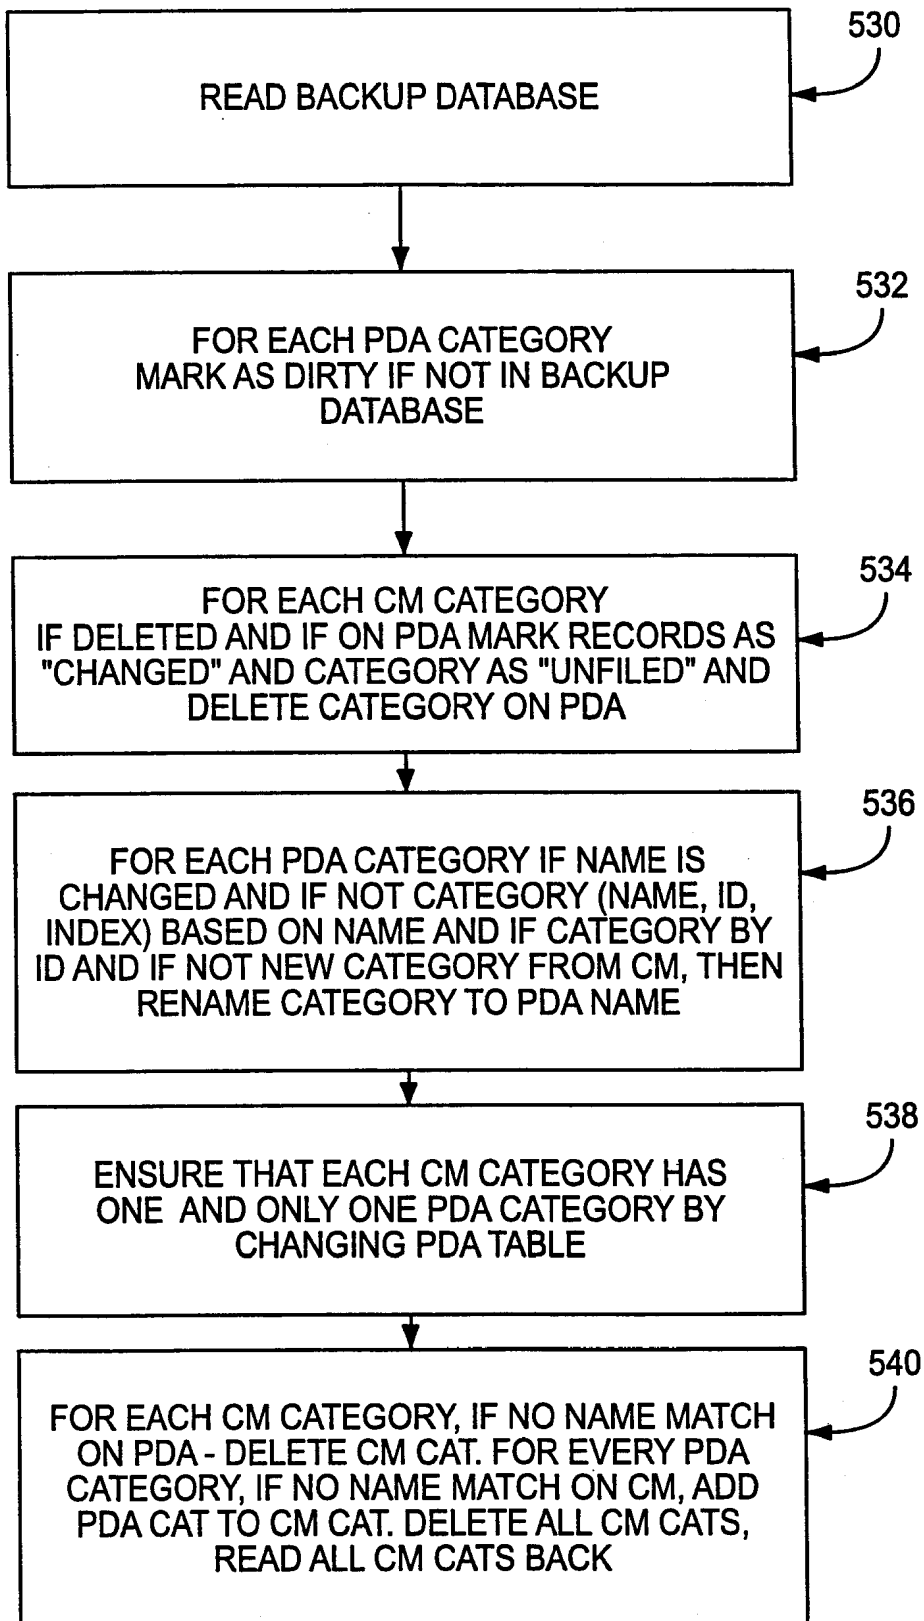 530
READ BACKUP DATABASE
532
FOR EACH PDA CATEGORY
MARK AS DIRTY IF NOT IN BACKUP
DATABASE
534
FOR EACH CM CATEGORY
IF DELETED AND IF ON PDA MARK RECORDS AS
"CHANGED" AND CATEGORY AS "UNFILED" AND
DELETE CATEGORY ON PDA
536
FOR EACH PDA CATEGORY IF NAME IS
CHANGED AND IF NOT CATEGORY (NAME, ID,
INDEX) BASED ON NAME AND IF CATEGORY BY
ID AND IF NOT NEW CATEGORY FROM CM, THEN
RENAME CATEGORY TO PDA NAME
538
ENSURE THAT EACH CM CATEGORY HAS
ONE AND ONLY ONE PDA CATEGORY BY
CHANGING PDA TABLE
540
FOR EACH CM CATEGORY, IF NO NAME MATCH
ON PDA - DELETE CM CAT. FOR EVERY PDA
CATEGORY, IF NO NAME MATCH ON CM, ADD
PDA CAT TO CM CAT. DELETE ALL CM CATS,
READ ALL CM CATS BACK